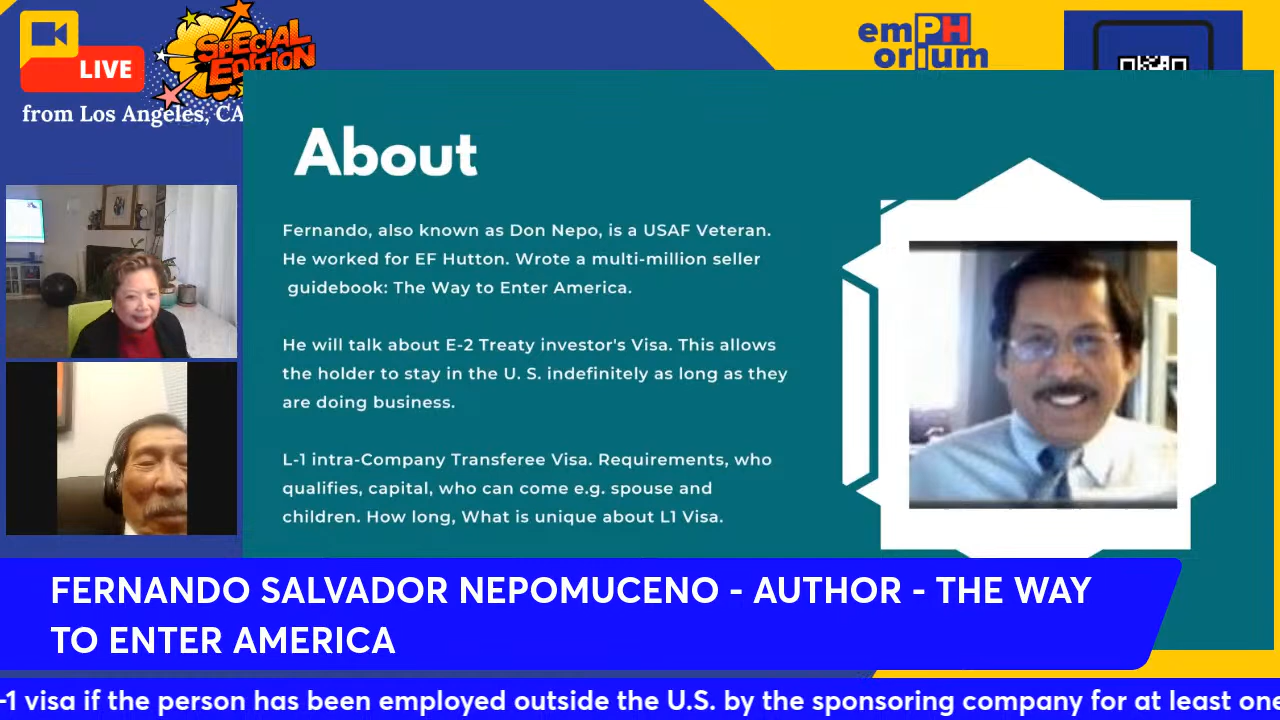 LIVE
SPECIAL
EDITION
from Los Angeles, CA
emPH
orium
About
Fernando, also known as Don Nepo, is a USAF Veteran.
He worked for EF Hutton. Wrote a multi-million seller
guidebook: The Way to Enter America.
He will talk about E-2 Treaty investor's Visa. This allows
the holder to stay in the U. S. indefinitely as long as they
are doing business.
L-1 intra-Company Transferee Visa. Requirements, who
qualifies, capital, who can come e.g. spouse and
children. How long, What is unique about L1 Visa.
FERNANDO SALVADOR NEPOMUCENO - AUTHOR - THE WAY
TO ENTER AMERICA
-1 visa if the person has been employed outside the U.S. by the sponsoring company for at least one